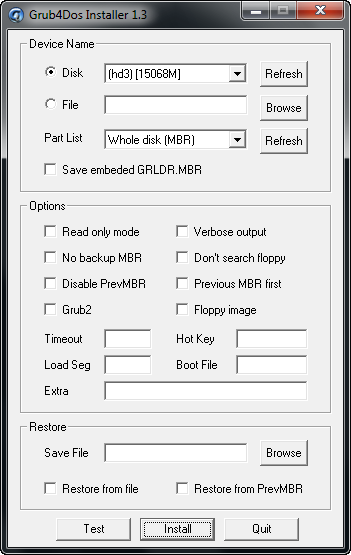 Grub4Dos Installer 1.3
Device Name
Disk (hd3) [15068M] Refresh
File Browse
Part List Whole disk (MBR) Refresh
Save embeded GRLDR.MBR
Options
Read only mode Verbose output
No backup MBR Don't search floppy
Disable PrevMBR Previous MBR first
Grub2 Floppy image
Timeout Hot Key
Load Seg Boot File
Extra
Restore
Save File Browse
Restore from file Restore from PrevMBR
Test Install Quit